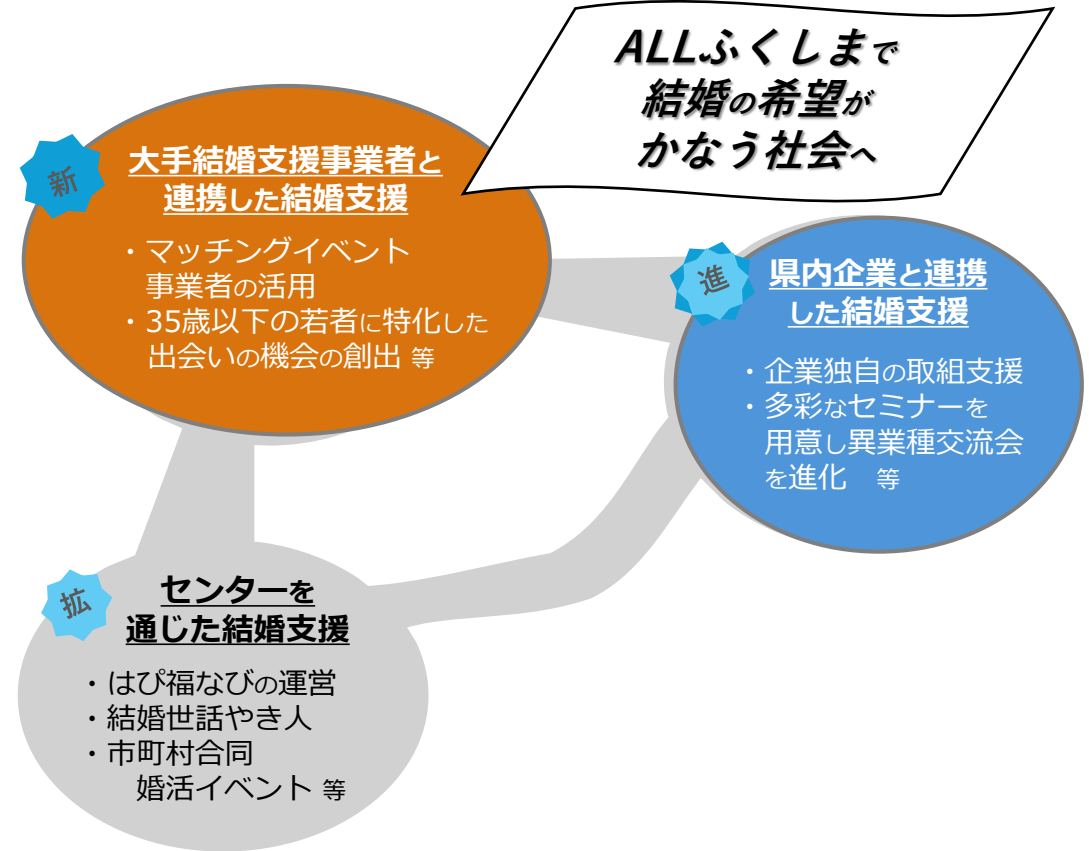 ALLふくしまで
結婚の希望が
かなう社会へ
新
大手結婚支援事業者と
連携した結婚支援
・マッチングイベント
事業者の活用
・35歳以下の若者に特化した
出会いの機会の創出 等
進
県内企業と連携
した結婚支援
・企業独自の取組支援
・多彩なセミナーを
用意し異業種交流会
を進化　等
拡
センターを
通じた結婚支援
・はぴ福なびの運営
・結婚世話やき人
・市町村合同
婚活イベント 等